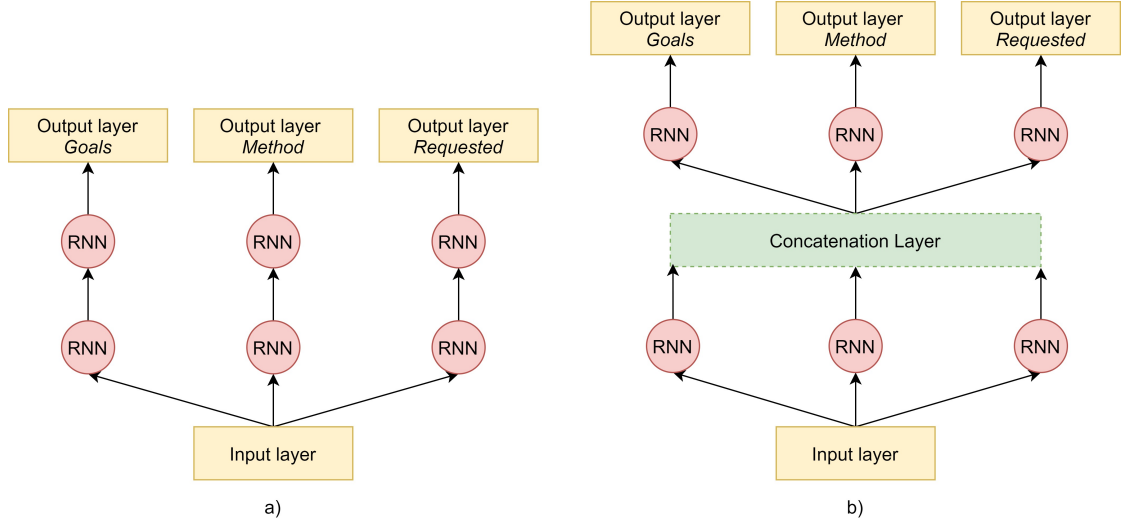 Output layer
Goals
Output layer
Method
Output layer
Requested
RNN
RNN
RNN
RNN
RNN
RNN
Input layer
a)
Output layer
Goals
Output layer
Method
Output layer
Requested
RNN
RNN
RNN
Concatenation Layer
RNN
RNN
RNN
Input layer
b)